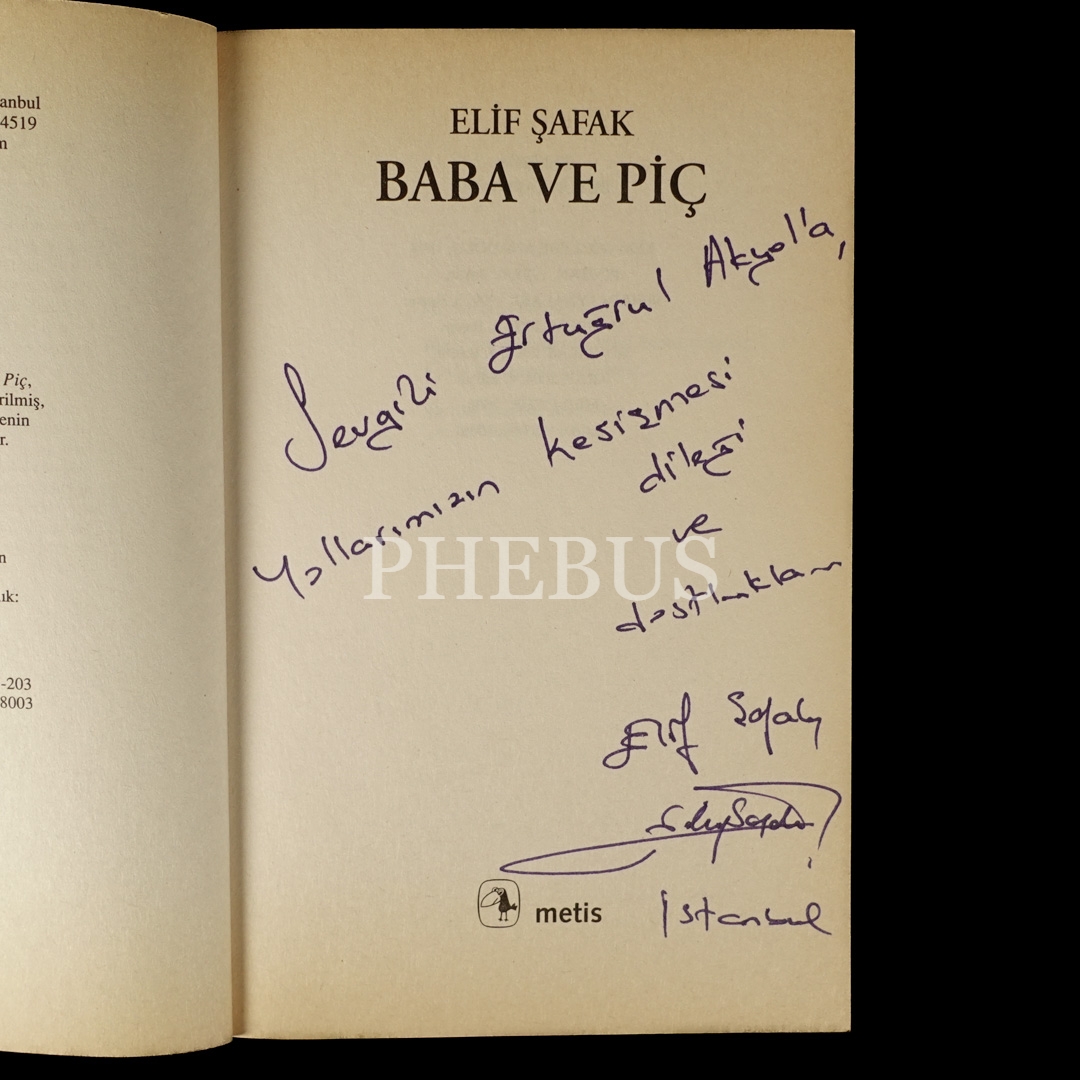 anbul
4519
m
Piç,
rilmiş,
enin
r.
n
ık:
-203
8003
ELİF ŞAFAK
BABA VE PİÇ
Sevgili Ertuğrul Akyol'a,
Yollarımızın kesişmesi
dileği
ve
dostlukla
PHEBUS
Elif Şafak
metis
İstanbul